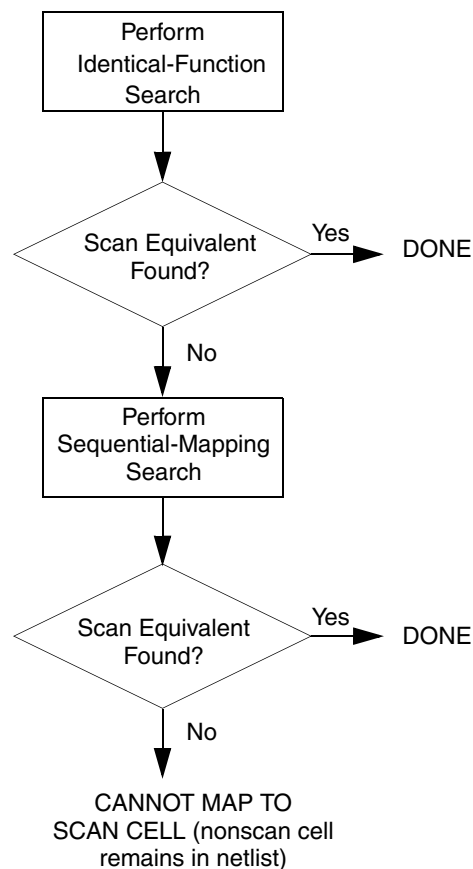 Perform
Identical-Function
Search
Scan Equivalent
Found?
Yes
DONE
No
Perform
Sequential-Mapping
Search
Scan Equivalent
Found?
Yes
DONE
No
CANNOT MAP TO
SCAN CELL (nonscan cell
remains in netlist)